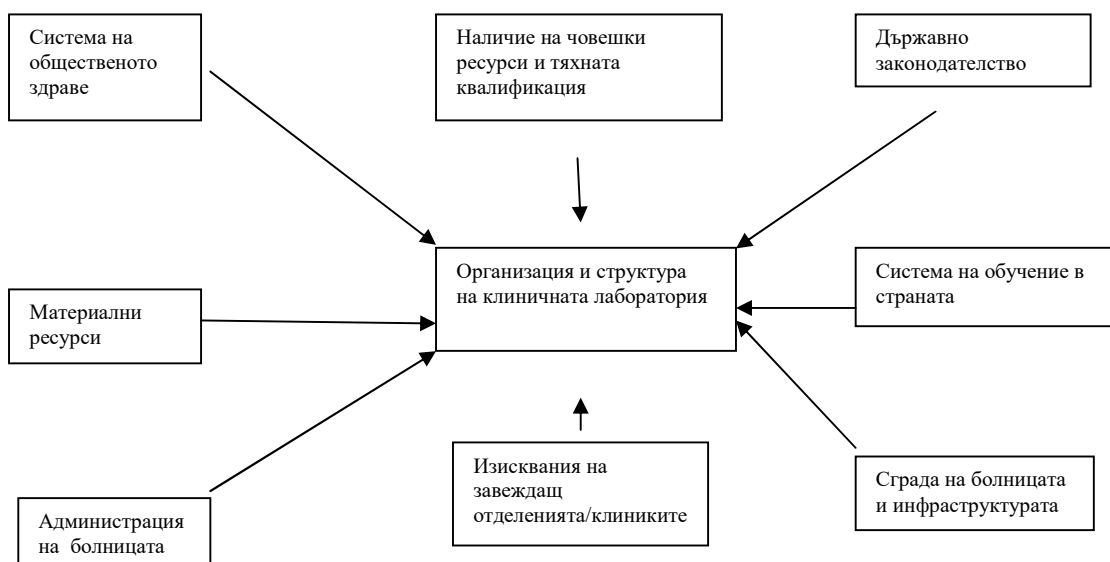 Система на
общественото
здраве
Наличие на човешки
ресурси и тяхната
квалификация
Държавно
законодателство
Организация и структура
на клиничната лаборатория
Система на обучение в
страната
Материални
ресурси
Изисквания на
завеждащ
отделенията/клиниките
Сграда на болницата
и инфраструктурата
Администрация
на болницата